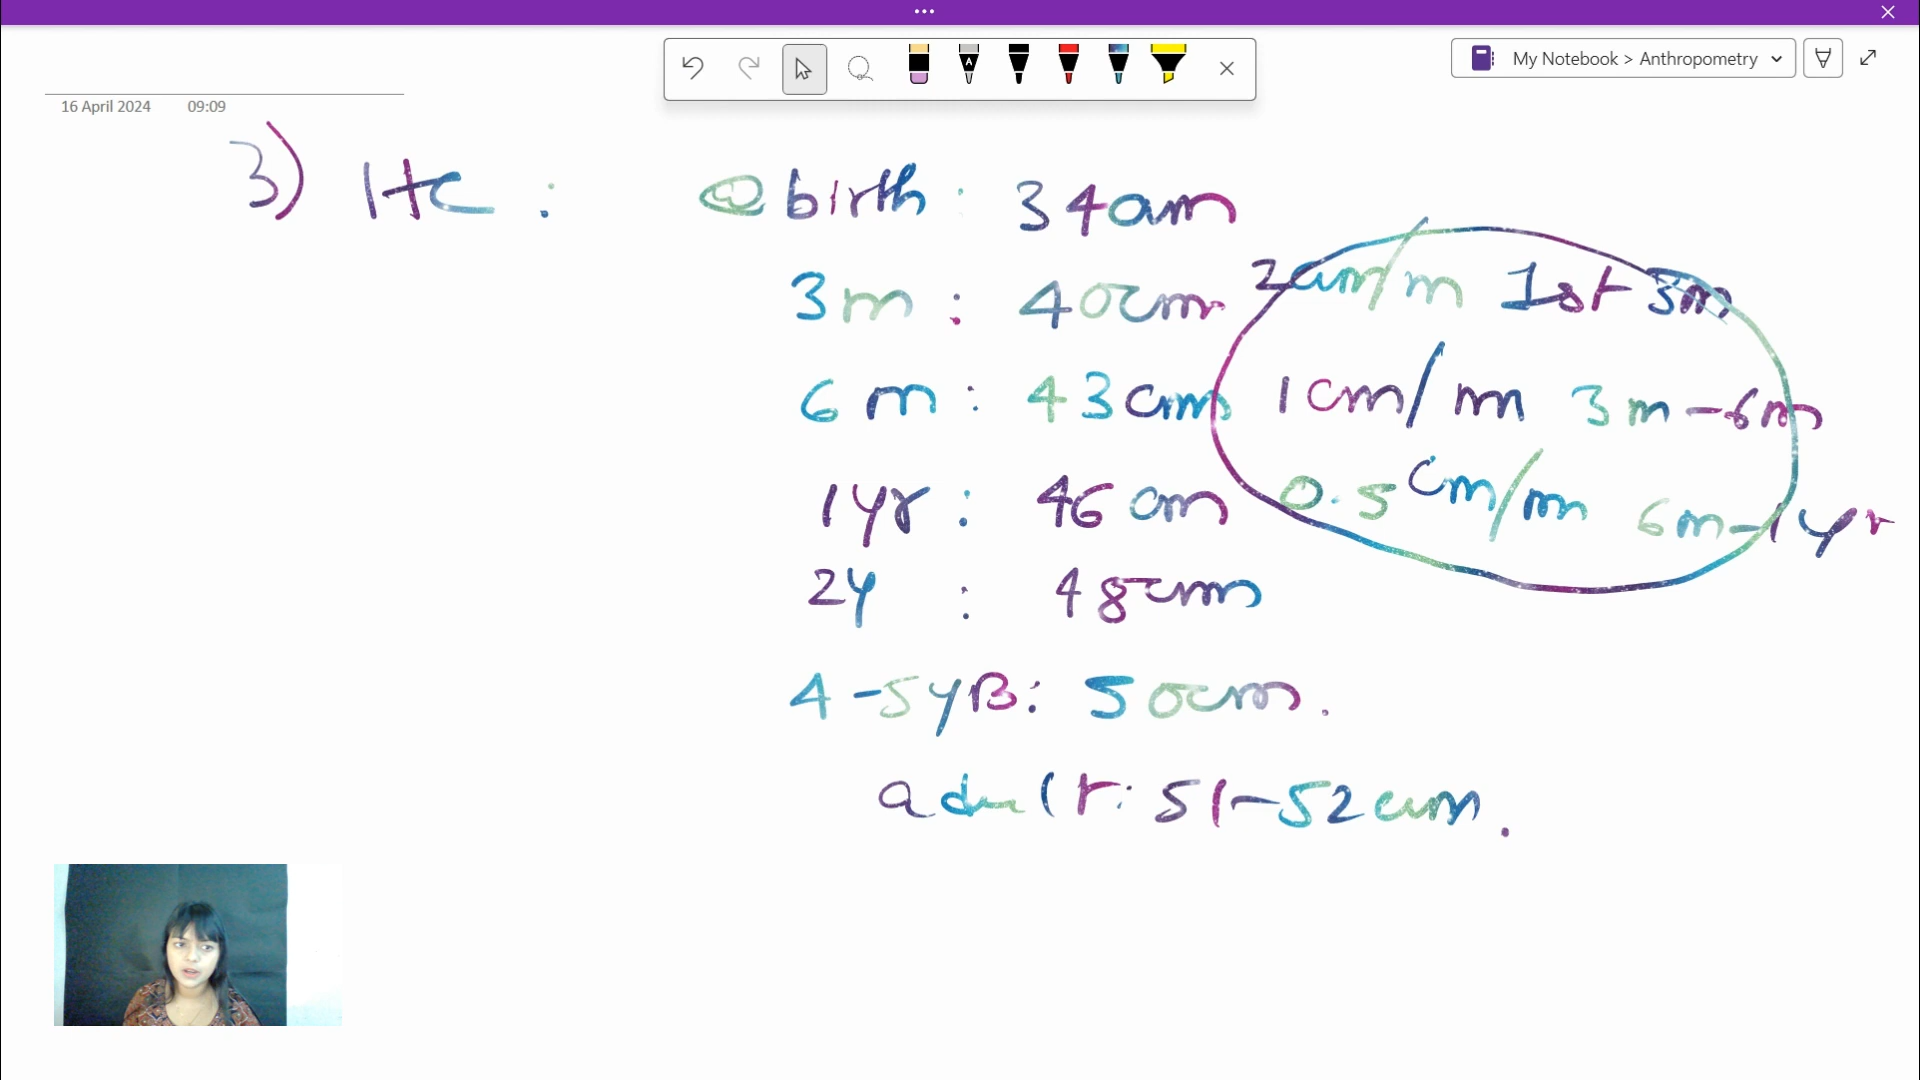 My Notebook > Anthropometry
16 April 2024 09:09
3) HC : @ birth : 34cm
3m : 40cm 2cm/m 1st 3m
6m : 43cm 1cm/m 3m-6m
1yr : 46cm 0.5cm/m 6m-1yr
2y : 48cm
4-5yrs : 50cm.
adult : 51-52cm.